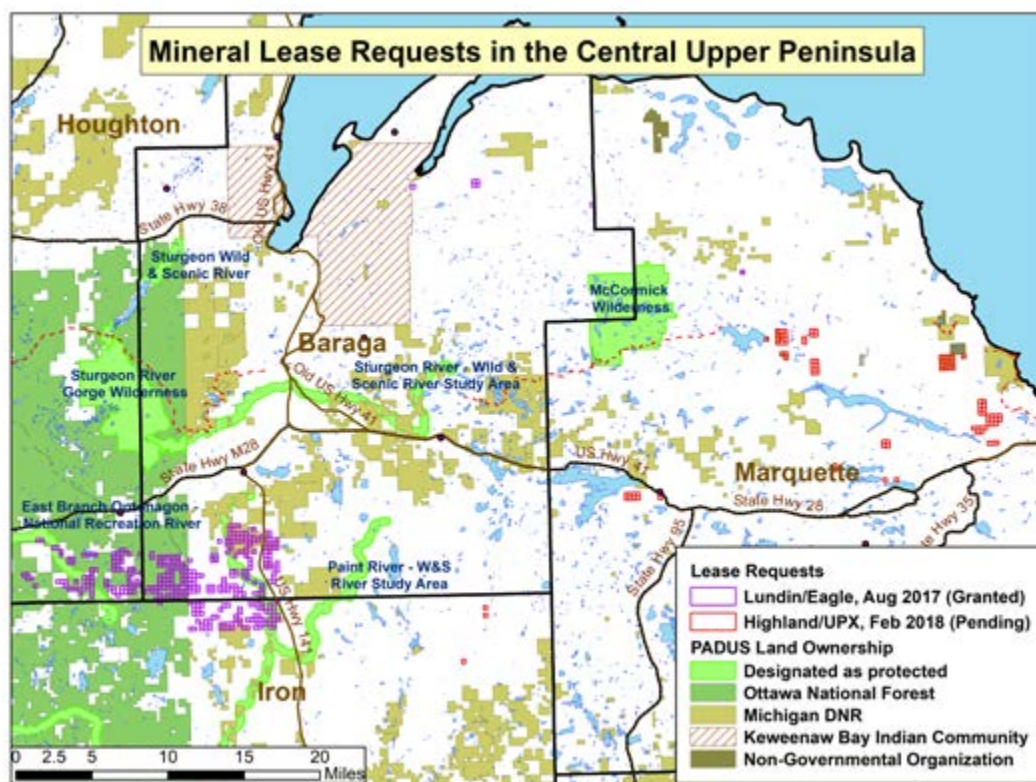 Mineral Lease Requests in the Central Upper Peninsula
Houghton
State Hwy 38
Old US Hwy 41
Sturgeon Wild
& Scenic River
McCormick
Wilderness
Baraga
Sturgeon River
Gorge Wilderness
Sturgeon River - Wild &
Scenic River Study Area
Old US Hwy 41
State Hwy M28
US Hwy 41
Marquette
State Hwy 28
State Hwy 35
State Hwy 95
East Branch Ontonagon
National Recreation River
Paint River - W&S
River Study Area
US Hwy 141
Iron
Lease Requests
Lundin/Eagle, Aug 2017 (Granted)
Highland/UPX, Feb 2018 (Pending)
PADUS Land Ownership
Designated as protected
Ottawa National Forest
Michigan DNR
Keweenaw Bay Indian Community
Non-Governmental Organization
0 2.5 5 10 15 20
Miles